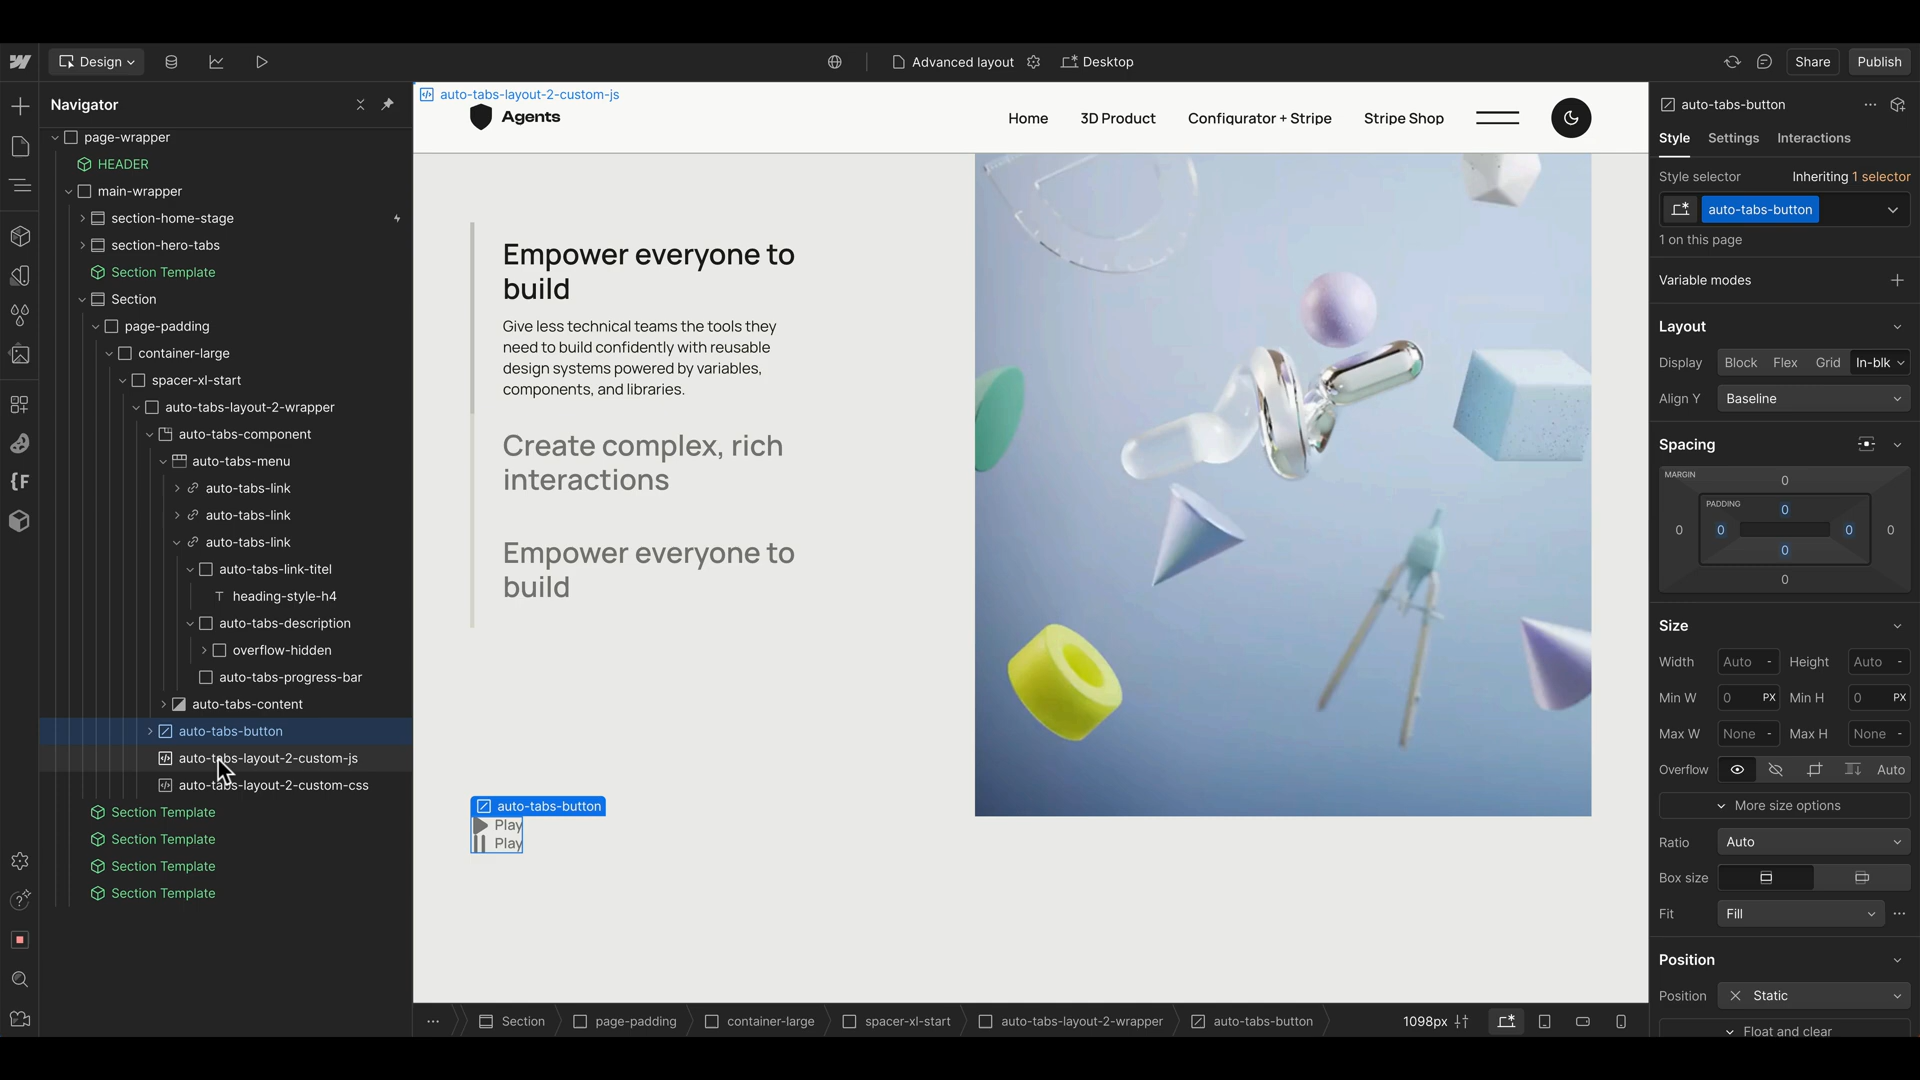 Design
Advanced layout
Desktop
Share
Publish
Navigator
page-wrapper
HEADER
main-wrapper
section-home-stage
section-hero-tabs
Section Template
Section
page-padding
container-large
spacer-xl-start
auto-tabs-layout-2-wrapper
auto-tabs-component
auto-tabs-menu
auto-tabs-link
auto-tabs-link
auto-tabs-link
auto-tabs-link-titel
heading-style-h4
auto-tabs-description
overflow-hidden
auto-tabs-progress-bar
auto-tabs-content
auto-tabs-button
auto-tabs-layout-2-custom-js
auto-tabs-layout-2-custom-css
Section Template
Section Template
Section Template
Section Template
auto-tabs-layout-2-custom-js
Agents
Home
3D Product
Configurator + Stripe
Stripe Shop
Empower everyone to
build
Give less technical teams the tools they
need to build confidently with reusable
design systems powered by variables,
components, and libraries.
Create complex, rich
interactions
Empower everyone to
build
auto-tabs-button
Play
Play
Section
page-padding
container-large
spacer-xl-start
auto-tabs-layout-2-wrapper
auto-tabs-button
1098px
auto-tabs-button
Style
Settings
Interactions
Style selector
Inheriting 1 selector
auto-tabs-button
1 on this page
Variable modes
Layout
Display
Block
Flex
Grid
In-blk
Align Y
Baseline
Spacing
MARGIN
0
PADDING
0
0
0
0
0
0
0
Size
Width
Auto -
Height
Auto -
Min W
0 PX
Min H
0 PX
Max W
None -
Max H
None -
Overflow
Auto
More size options
Ratio
Auto
Box size
Fit
Fill
Position
Position
Static
Float and clear